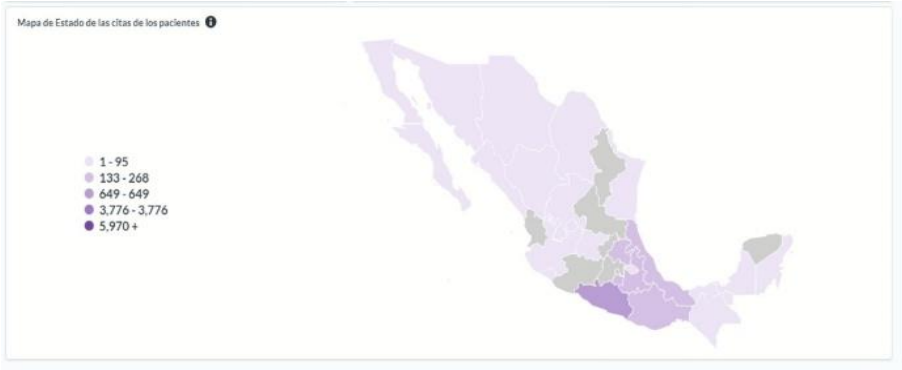 Mapa de Estado de las citas de los pacientes
1 - 95
133 - 268
649 - 649
3,776 - 3,776
5,970 +